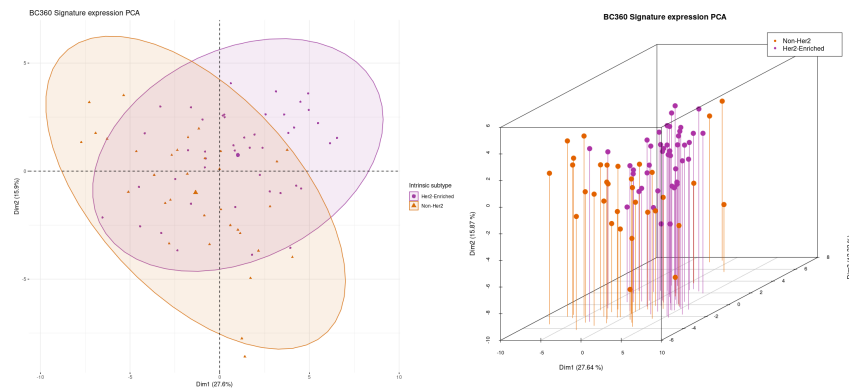 BC360 Signature expression PCA
5
0
-5
-10
-5
0
5
10
Dim1 (27.6%)
Dim2 (15.9%)
Intrinsic subtype
Her2-Enriched
Non-Her2
BC360 Signature expression PCA
Non-Her2
Her2-Enriched
6
4
2
0
-2
-4
-6
-8
-10
-10
-5
0
5
10
Dim1 (27.64 %)
Dim2 (15.87 %)
-6
-4
-2
0
2
4
6
8